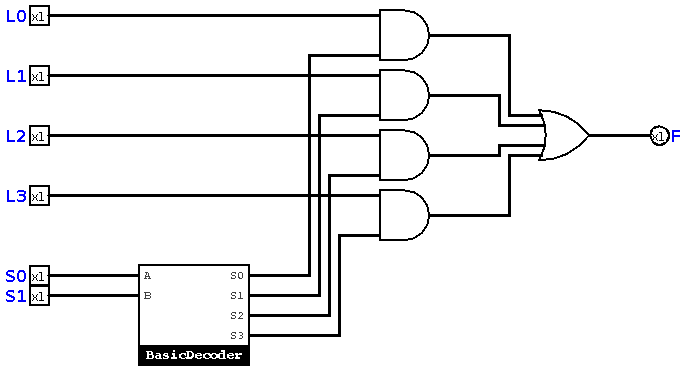 L0 x1
L1 x1
L2 x1
x1 F
L3 x1
S0 x1 A S0
S1 x1 B S1
S2
S3
BasicDecoder